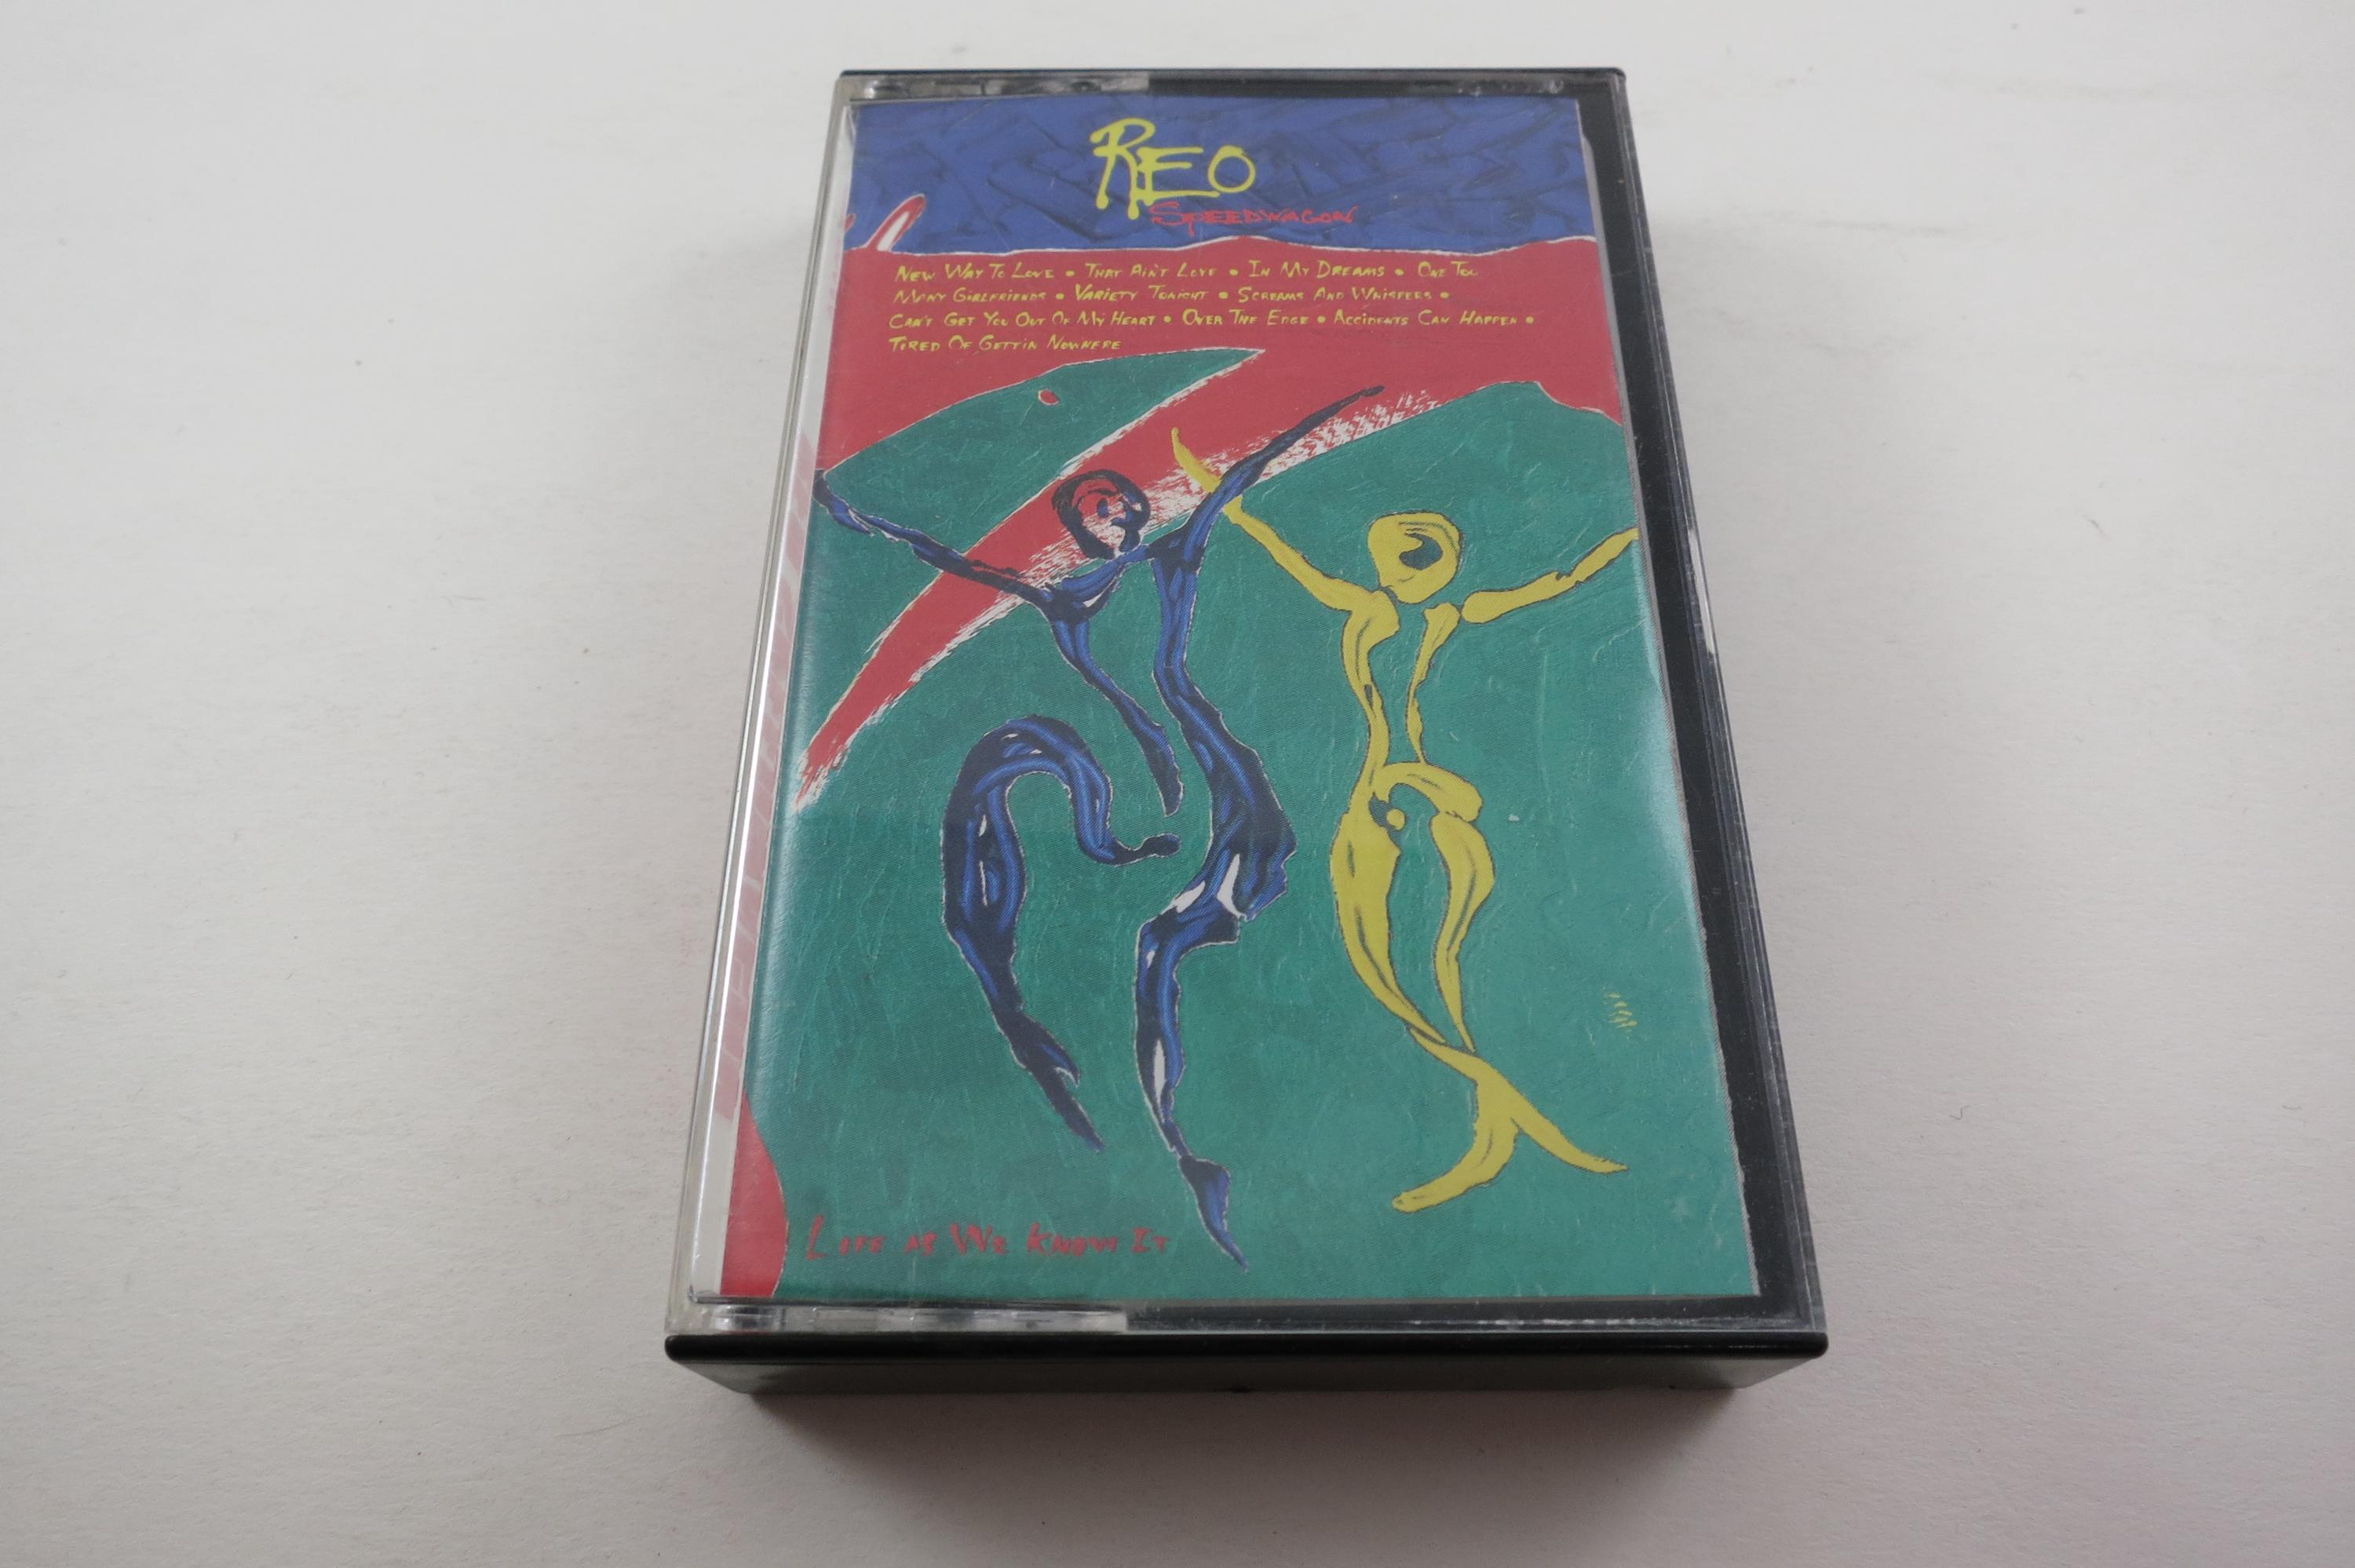 REO
SPEEDWAGON
NEW WAY TO LOVE • THAT AIN'T LOVE • IN MY DREAMS • ONE TOO
MANY GIRLFRIENDS • VARIETY TONIGHT • SCREAMS AND WHISPERS •
CAN'T GET YOU OUT OF MY HEART • OVER THE EDGE • ACCIDENTS CAN HAPPEN •
TIRED OF GETTIN NOWHERE
LIFE AS WE KNOW IT